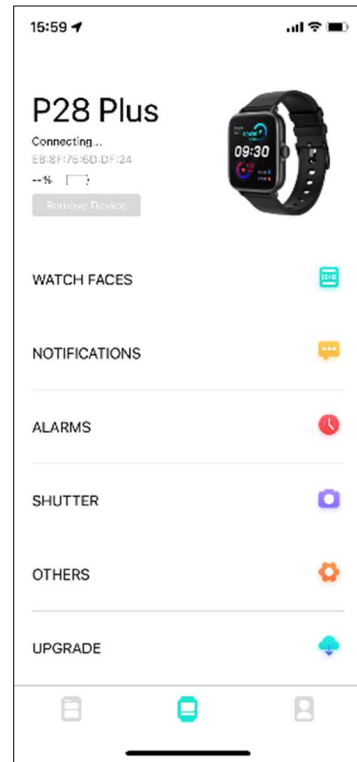 15:59
P28 Plus
Connecting...
EB:8F:75:6D:DF:24
--%
Remove Device
09:30
WATCH FACES
NOTIFICATIONS
ALARMS
SHUTTER
OTHERS
UPGRADE